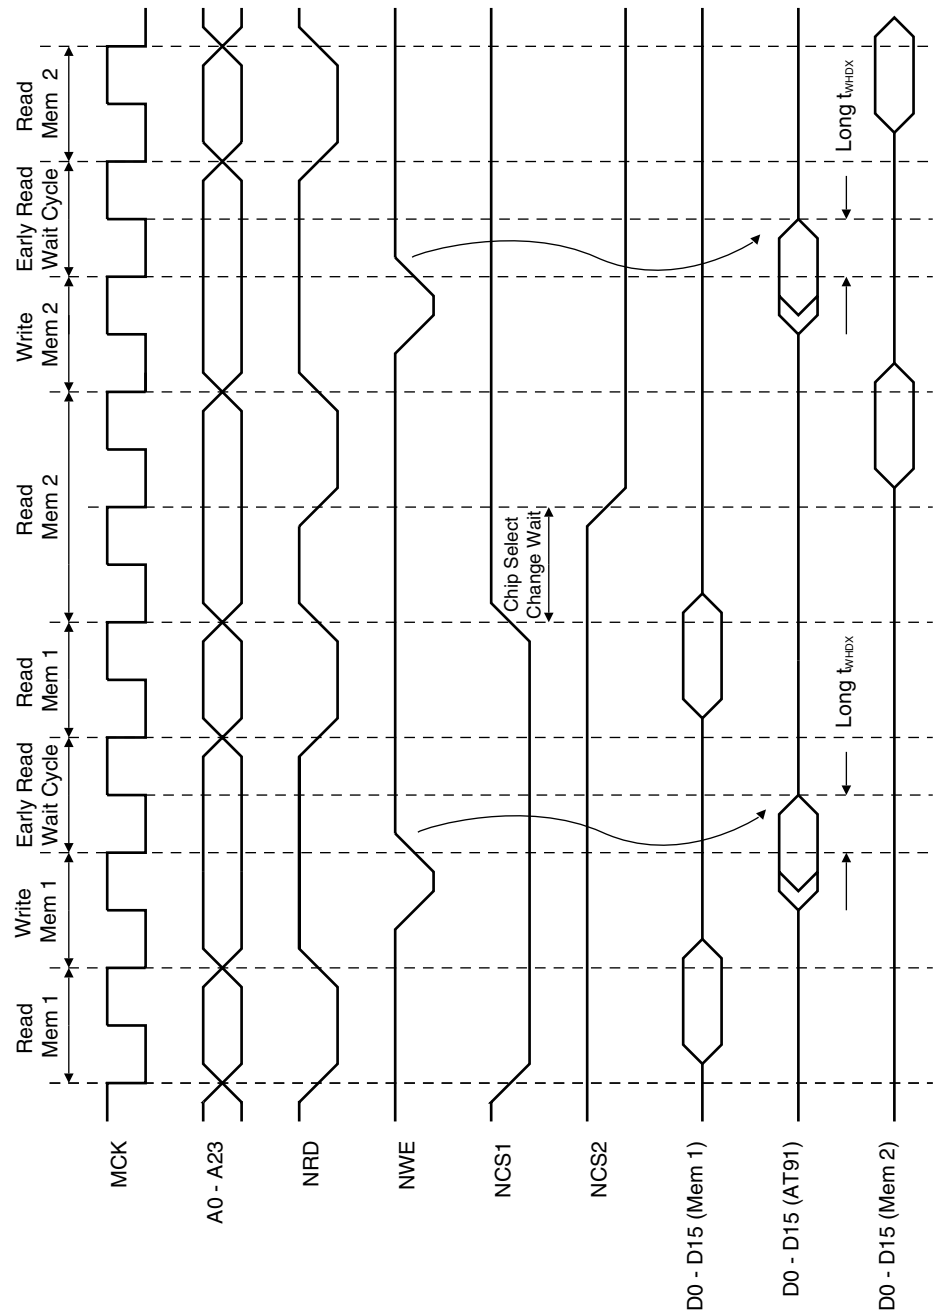 Read
Mem 1
Write
Mem 1
Early Read
Wait Cycle
Read
Mem 1
Read
Mem 2
Write
Mem 2
Early Read
Wait Cycle
Read
Mem 2
MCK
A0 - A23
NRD
NWE
NCS1
Chip Select
Change Wait
NCS2
D0 - D15 (Mem 1)
D0 - D15 (AT91)
Long tWHDX
Long tWHDX
D0 - D15 (Mem 2)